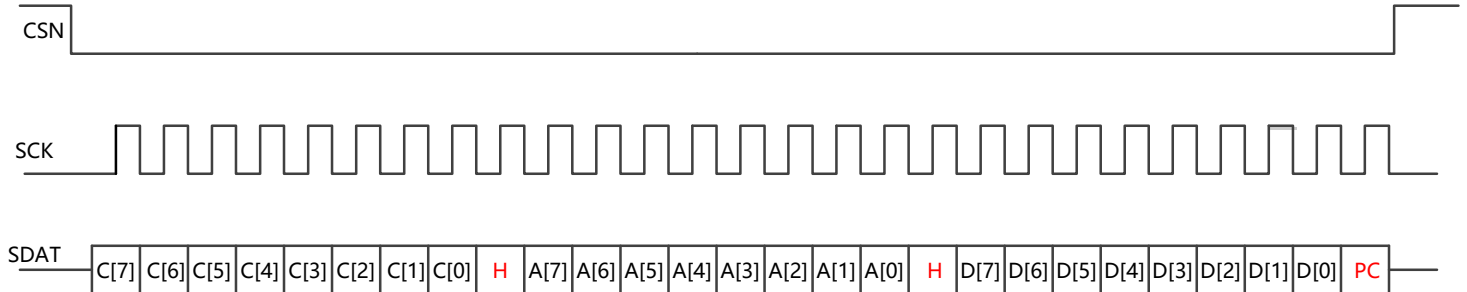 CSN
SCK
SDAT C[7] C[6] C[5] C[4] C[3] C[2] C[1] C[0] H A[7] A[6] A[5] A[4] A[3] A[2] A[1] A[0] H D[7] D[6] D[5] D[4] D[3] D[2] D[1] D[0] PC